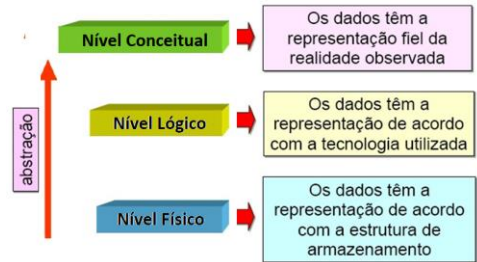 abstração
Nível Conceitual
Os dados têm a
representação fiel da
realidade observada
Nível Lógico
Os dados têm a
representação de acordo
com a tecnologia utilizada
Nível Físico
Os dados têm a
representação de acordo
com a estrutura de
armazenamento